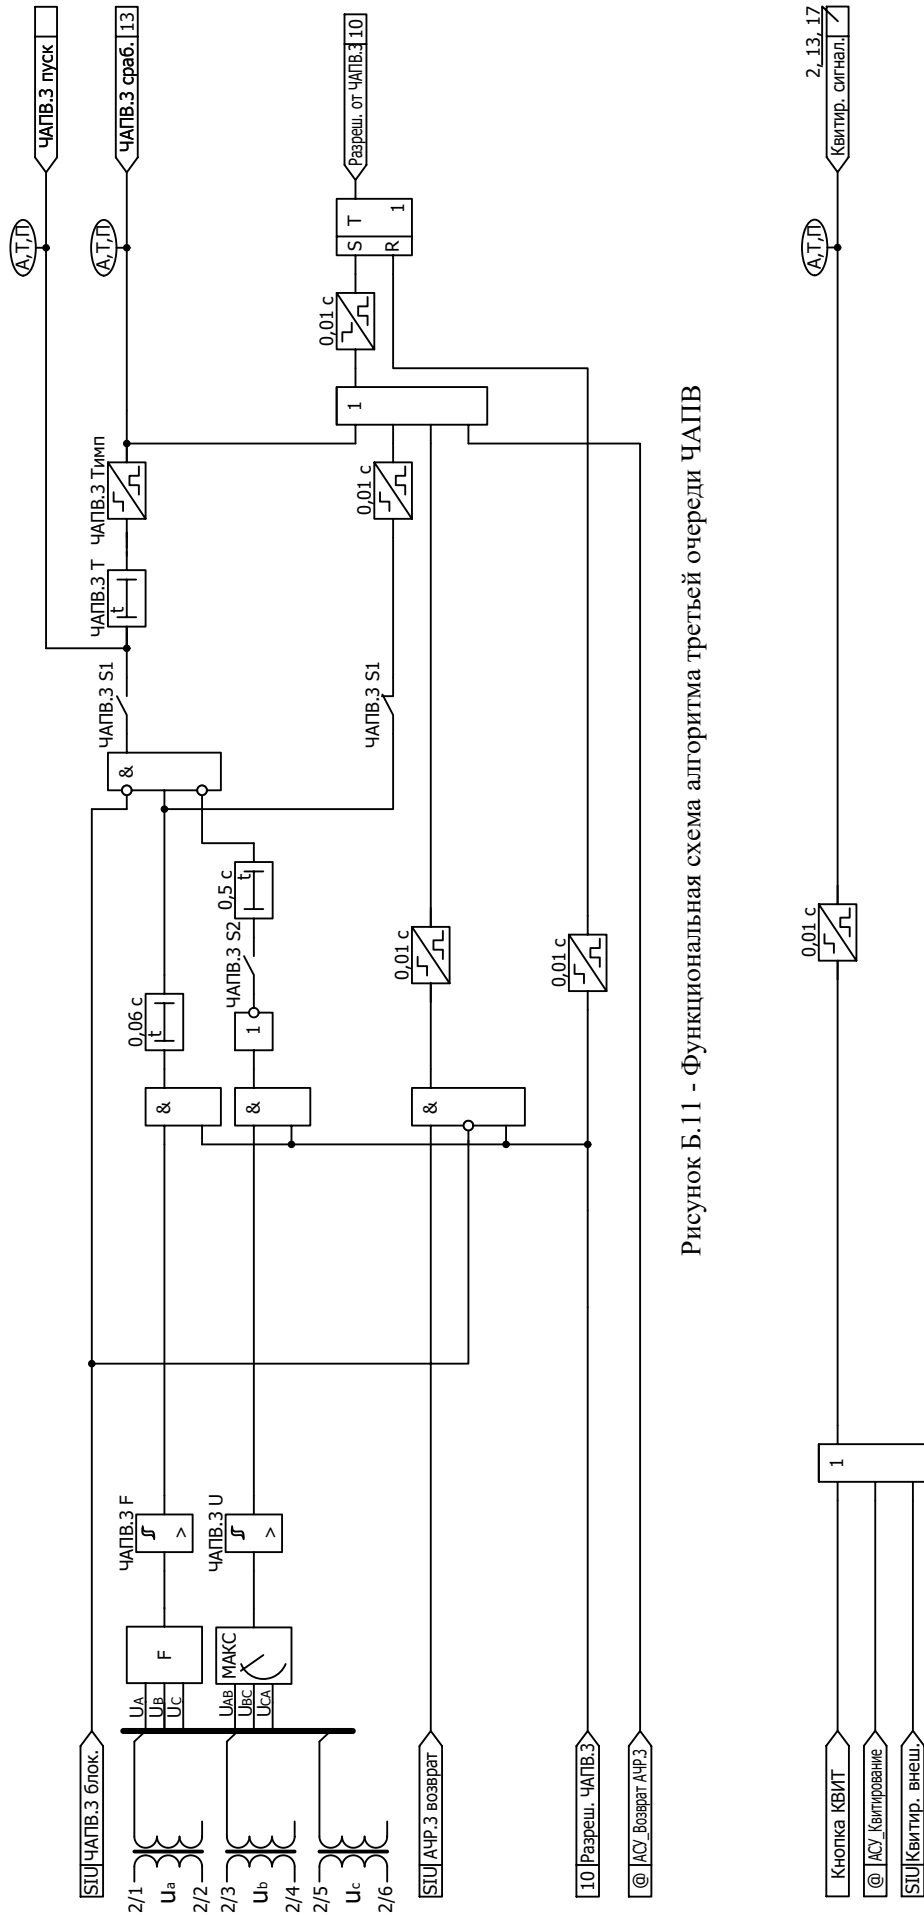 SIU ЧАПВ.3 блок.
2/1
ua
2/2
2/3
ub
2/4
2/5
uc
2/6
UA
UB
UC
UAB
UBC
UCA
F
МАКС
ЧАПВ.3 F
>
ЧАПВ.3 U
>
SIU АЧР.3 возврат
10 Разреш. ЧАПВ.3
@ АСУ_Возврат АЧР.3
&
&
&
0,06 с
t
1
ЧАПВ.3 S2
0,5 с
t
0,01 с
0,01 с
&
ЧАПВ.3 S1
ЧАПВ.3 S1
ЧАПВ.3 Т
t
ЧАПВ.3 Тимп
0,01 с
1
0,01 с
S T
R 1
А,Т,П
А,Т,П
ЧАПВ.3 пуск
ЧАПВ.3 сраб. 13
Разреш. от ЧАПВ.3 10
Рисунок Б.11 - Функциональная схема алгоритма третьей очереди ЧАПВ
Кнопка КВИТ
@ АСУ_Квитирование
SIU Квитир. внеш.
1
0,01 с
А,Т,П
Квитир. сигнал.
2, 13, 17